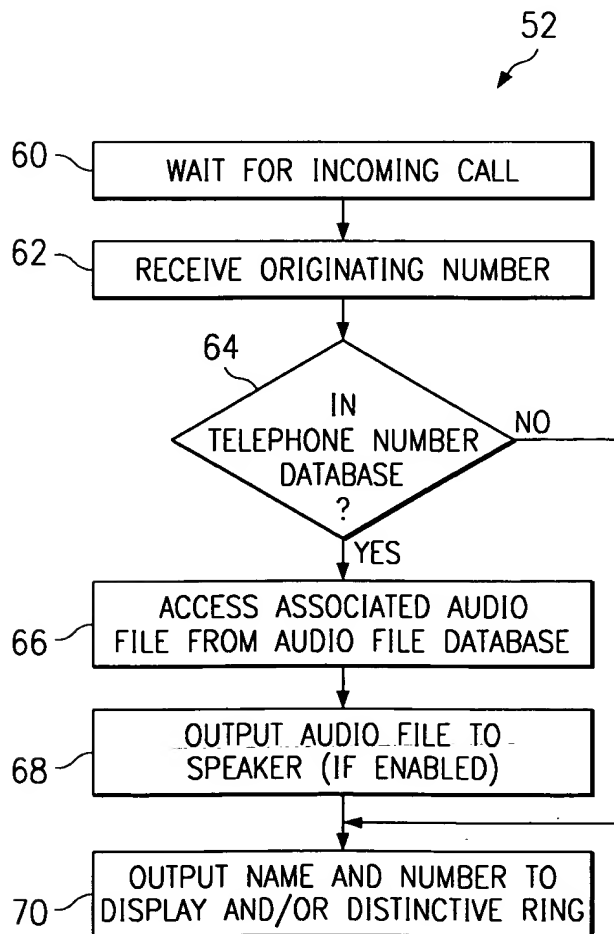 52
60
WAIT FOR INCOMING CALL
62
RECEIVE ORIGINATING NUMBER
64
IN
TELEPHONE NUMBER
DATABASE
?
NO
YES
66
ACCESS ASSOCIATED AUDIO
FILE FROM AUDIO FILE DATABASE
68
OUTPUT AUDIO FILE TO
SPEAKER (IF ENABLED)
70
OUTPUT NAME AND NUMBER TO
DISPLAY AND/OR DISTINCTIVE RING